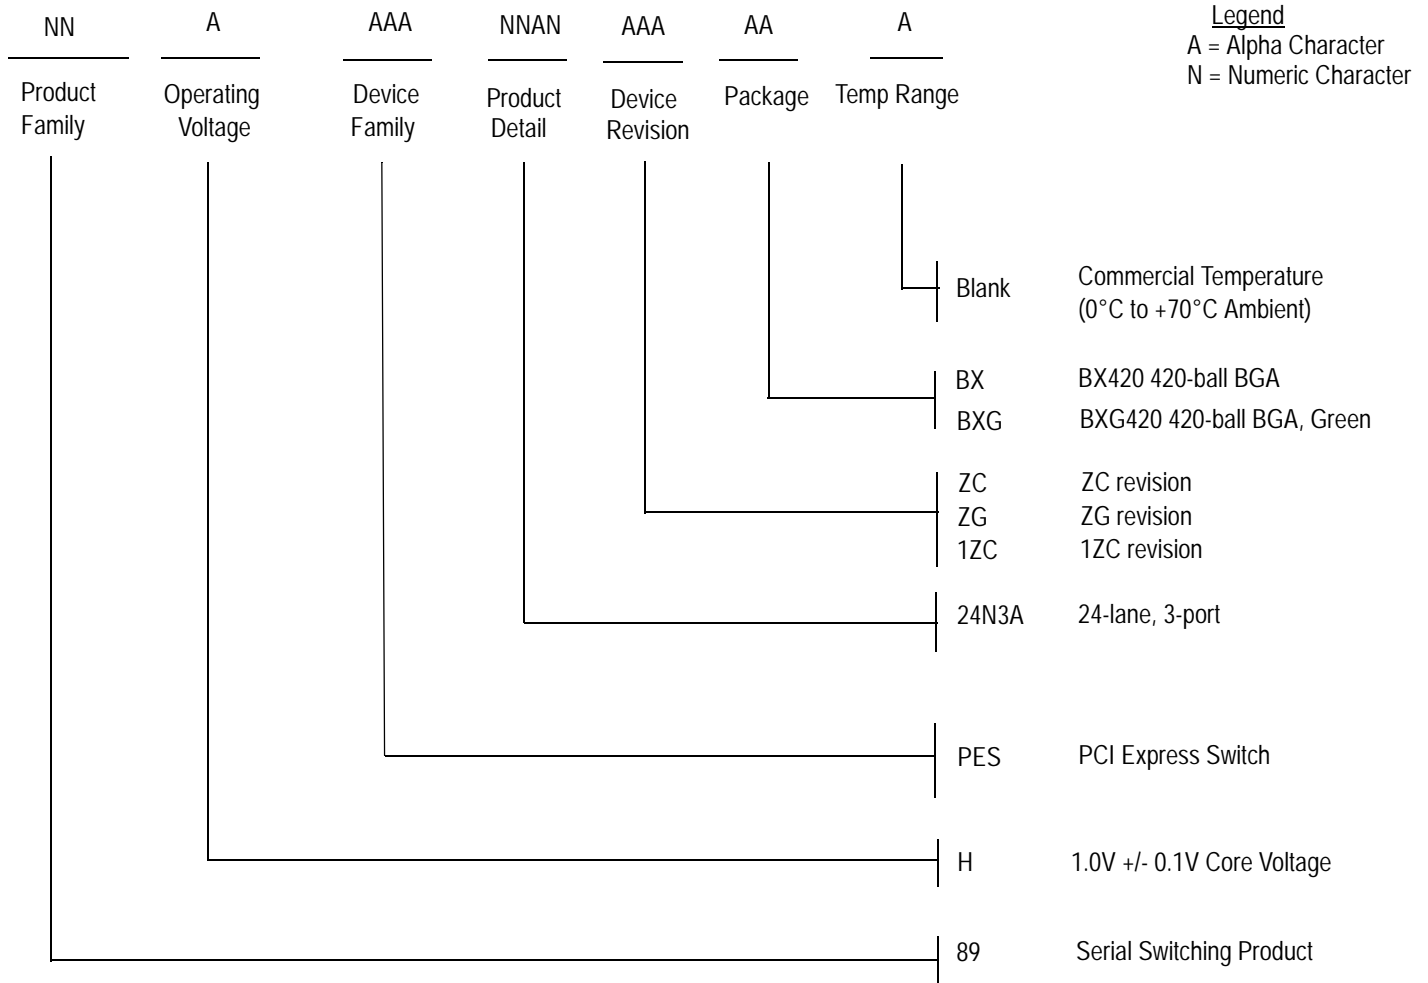 NN A AAA NNAN AAA AA A
Legend
A = Alpha Character
N = Numeric Character
Product Family
Operating Voltage
Device Family
Product Detail
Device Revision
Package
Temp Range
Blank Commercial Temperature
(0°C to +70°C Ambient)
BX BX420 420-ball BGA
BXG BXG420 420-ball BGA, Green
ZC ZC revision
ZG ZG revision
1ZC 1ZC revision
24N3A 24-lane, 3-port
PES PCI Express Switch
H 1.0V +/- 0.1V Core Voltage
89 Serial Switching Product